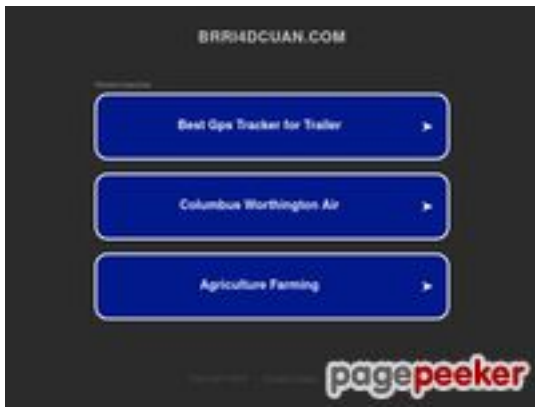 BRRI4DCUAN.COM
Best Gps Tracker for Trailer
Columbus Worthington Air
Agriculture Farming
pagepeeker